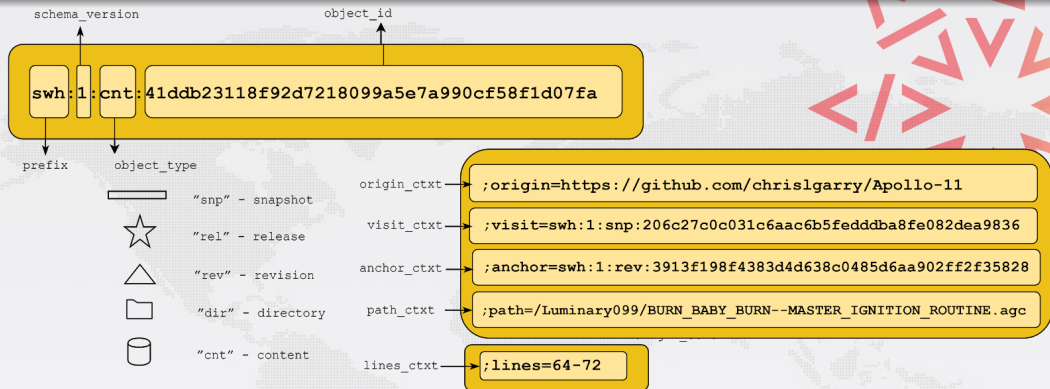 schema_version
object_id
swh:1:cnt:41ddb23118f92d7218099a5e7a990cf58f1d07fa
prefix
object_type
"snp" - snapshot
"rel" - release
"rev" - revision
"dir" - directory
"cnt" - content
origin_ctxt
;origin=https://github.com/chrislgarry/Apollo-11
visit_ctxt
;visit=swh:1:snp:206c27c0c031c6aac6b5fedddba8fe082dea9836
anchor_ctxt
;anchor=swh:1:rev:3913f198f4383d4d638c0485d6aa902ff2f35828
path_ctxt
;path=/Luminary099/BURN_BABY_BURN--MASTER_IGNITION_ROUTINE.agc
lines_ctxt
;lines=64-72